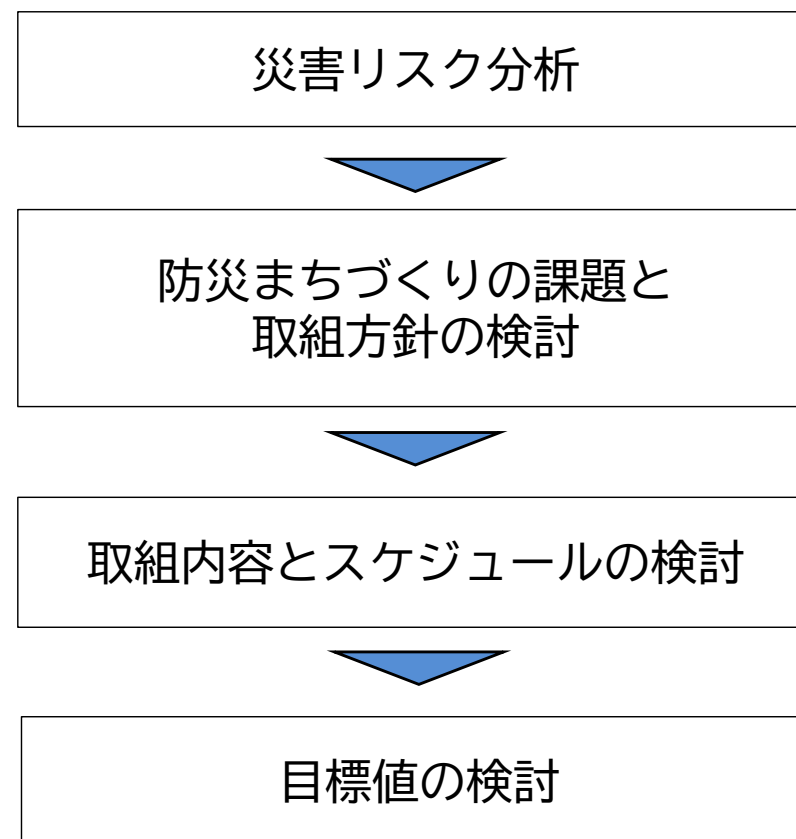 災害リスク分析
防災まちづくりの課題と
取組方針の検討
取組内容とスケジュールの検討
目標値の検討